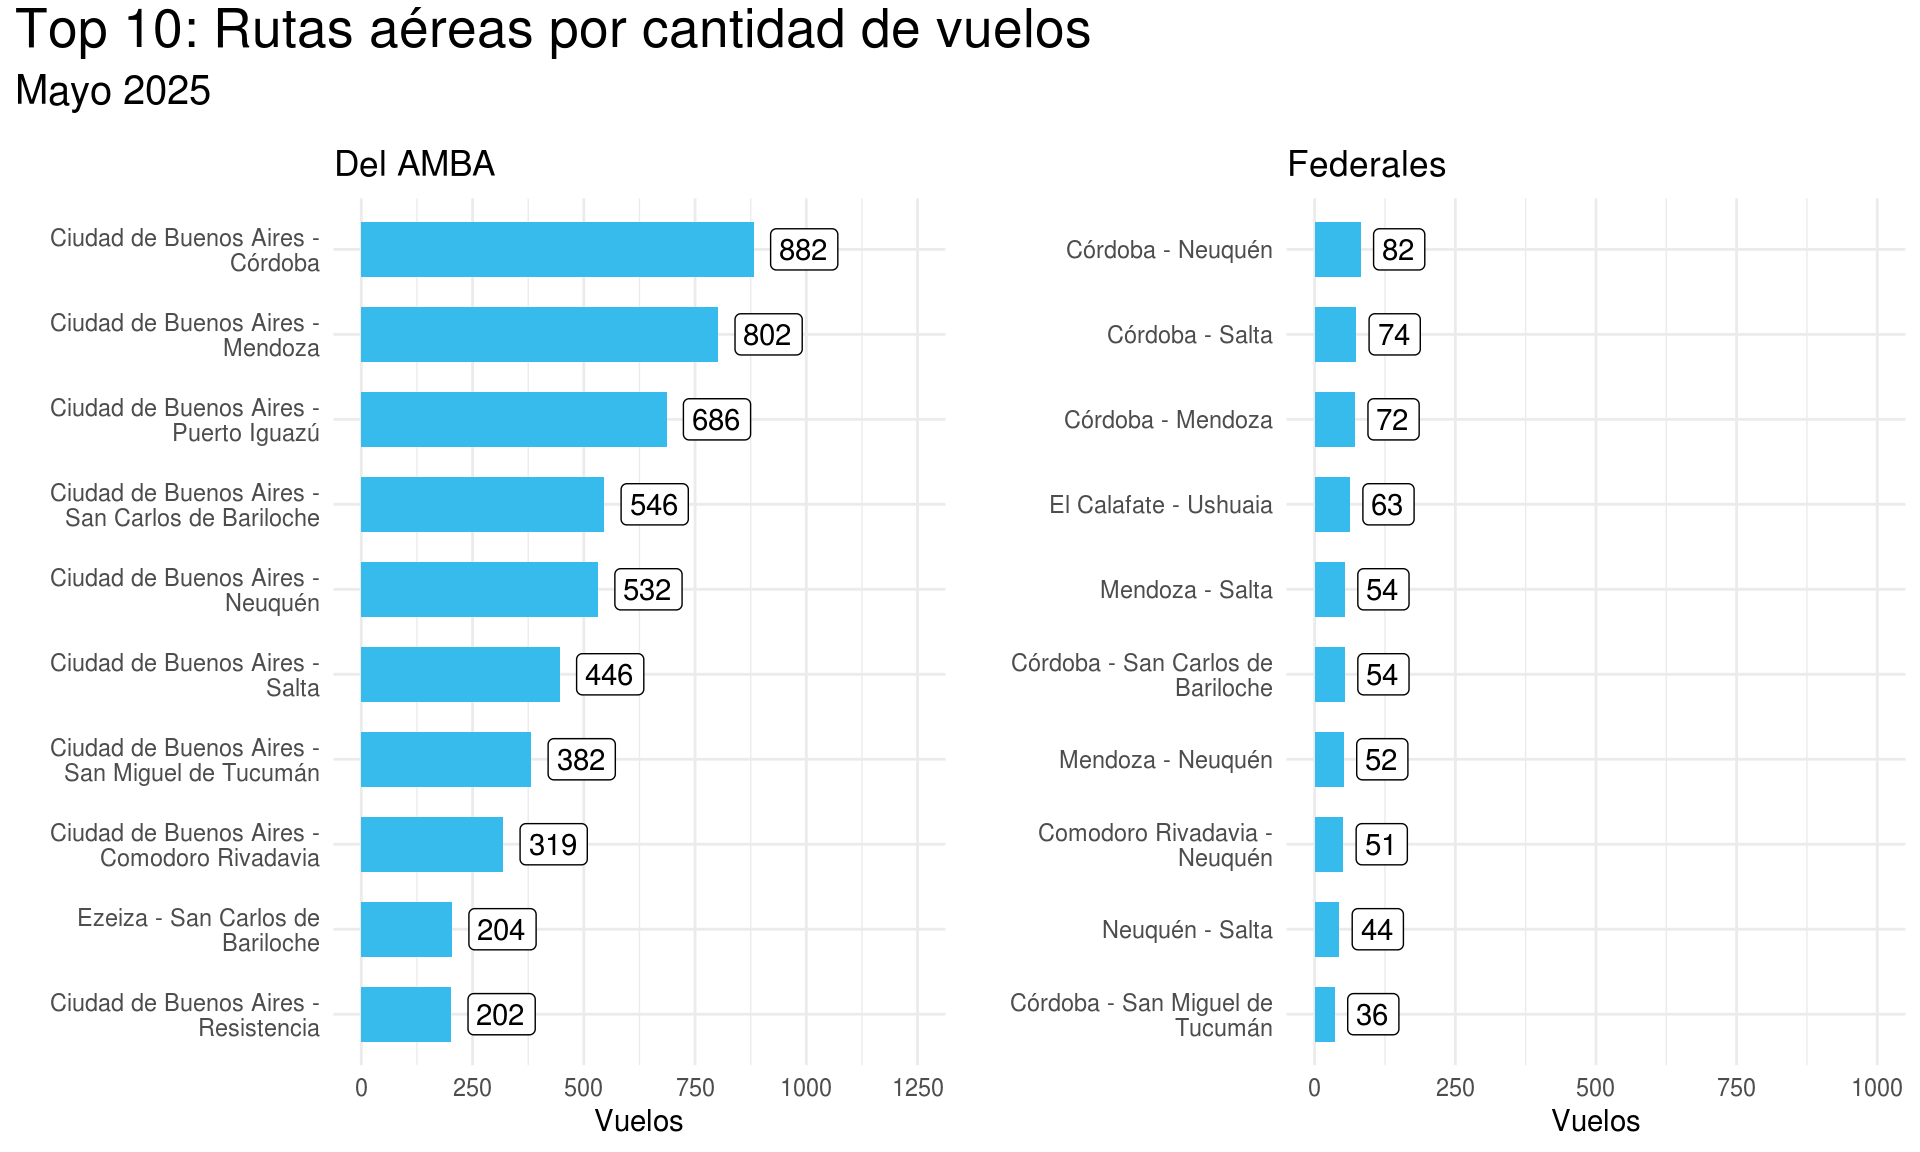 Top 10: Rutas aéreas por cantidad de vuelos
Mayo 2025
Del AMBA
Ciudad de Buenos Aires -
Córdoba
882
Ciudad de Buenos Aires -
Mendoza
802
Ciudad de Buenos Aires -
Puerto Iguazú
686
Ciudad de Buenos Aires -
San Carlos de Bariloche
546
Ciudad de Buenos Aires -
Neuquén
532
Ciudad de Buenos Aires -
Salta
446
Ciudad de Buenos Aires -
San Miguel de Tucumán
382
Ciudad de Buenos Aires -
Comodoro Rivadavia
319
Ezeiza - San Carlos de
Bariloche
204
Ciudad de Buenos Aires -
Resistencia
202
0 250 500 750 1000 1250
Vuelos
Federales
Córdoba - Neuquén
82
Córdoba - Salta
74
Córdoba - Mendoza
72
El Calafate - Ushuaia
63
Mendoza - Salta
54
Córdoba - San Carlos de
Bariloche
54
Mendoza - Neuquén
52
Comodoro Rivadavia -
Neuquén
51
Neuquén - Salta
44
Córdoba - San Miguel de
Tucumán
36
0 250 500 750 1000
Vuelos